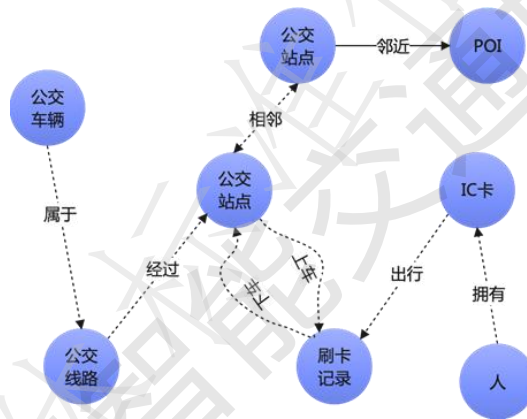 公交
站点
邻近
POI
公交
车辆
相邻
公交
站点
IC卡
属于
经过
上车
下车
出行
拥有
公交
线路
刷卡
记录
人